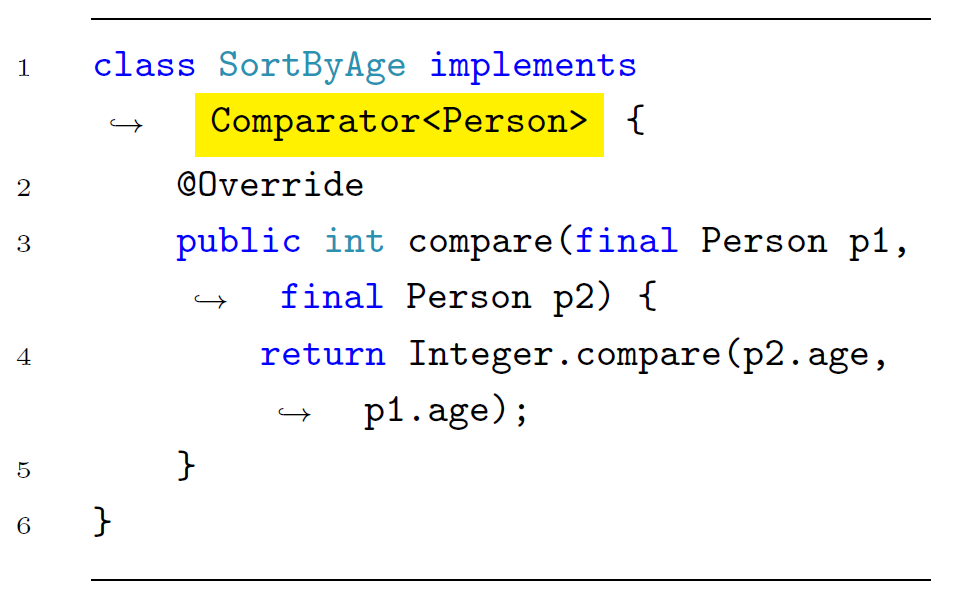 1 class SortByAge implements
↪ Comparator<Person> {
2 @Override
3 public int compare(final Person p1,
↪ final Person p2) {
4 return Integer.compare(p2.age,
↪ p1.age);
5 }
6 }